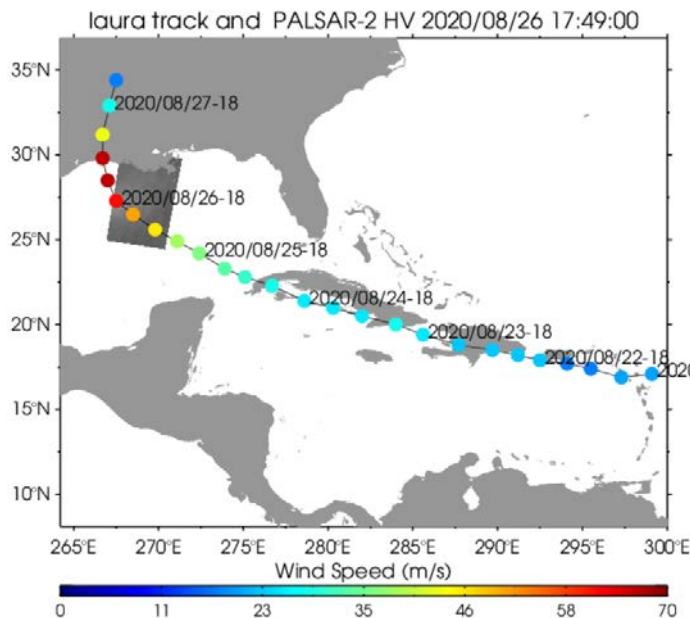 laura track and PALSAR-2 HV 2020/08/26 17:49:00
35°N
2020/08/27-18
30°N
2020/08/26-18
25°N
2020/08/25-18
2020/08/24-18
20°N
2020/08/23-18
2020/08/22-18
2020
15°N
10°N
265°E 270°E 275°E 280°E 285°E 290°E 295°E 300°E
Wind Speed (m/s)
0 11 23 35 46 58 70